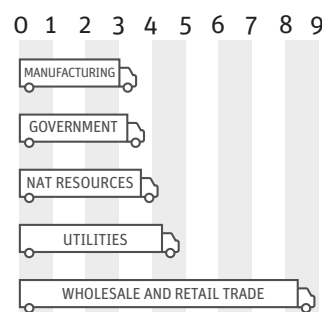 0 1 2 3 4 5 6 7 8 9
MANUFACTURING
GOVERNMENT
NAT RESOURCES
UTILITIES
WHOLESALE AND RETAIL TRADE